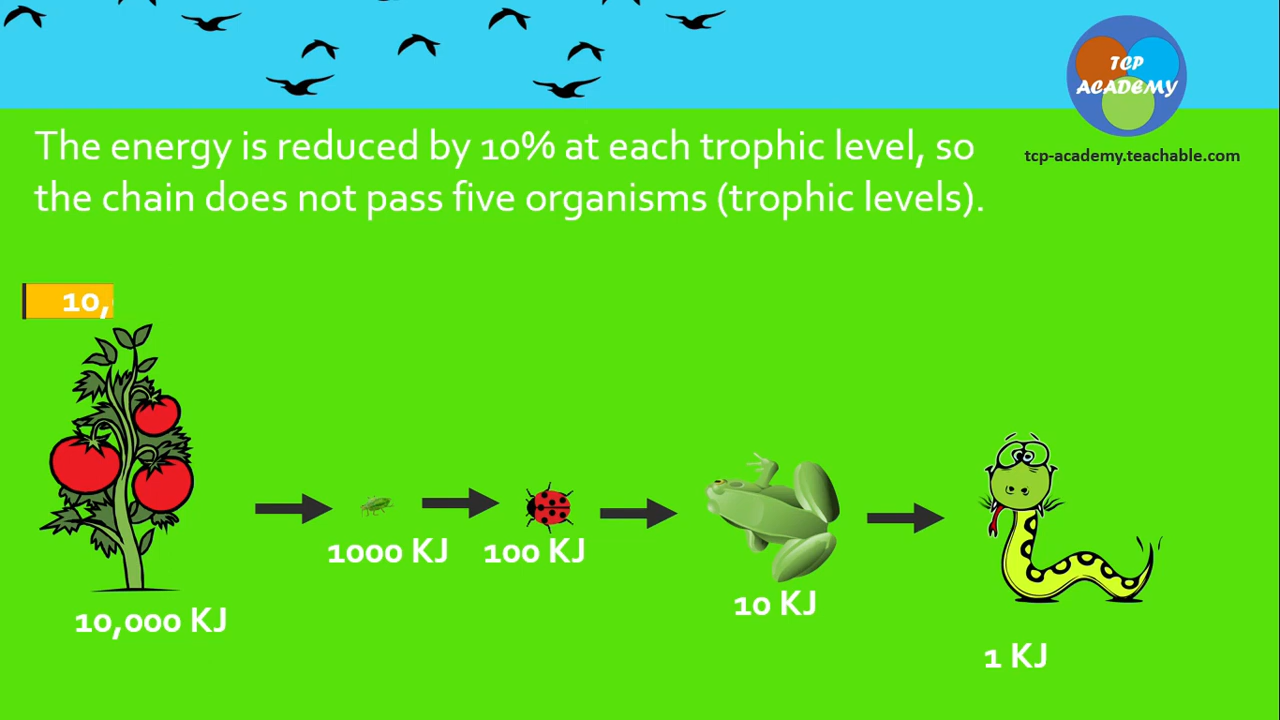 TCP
ACADEMY
The energy is reduced by 10% at each trophic level, so
tcp-academy.teachable.com
the chain does not pass five organisms (trophic levels).
10,
1000 KJ
100 KJ
10 KJ
10,000 KJ
1 KJ